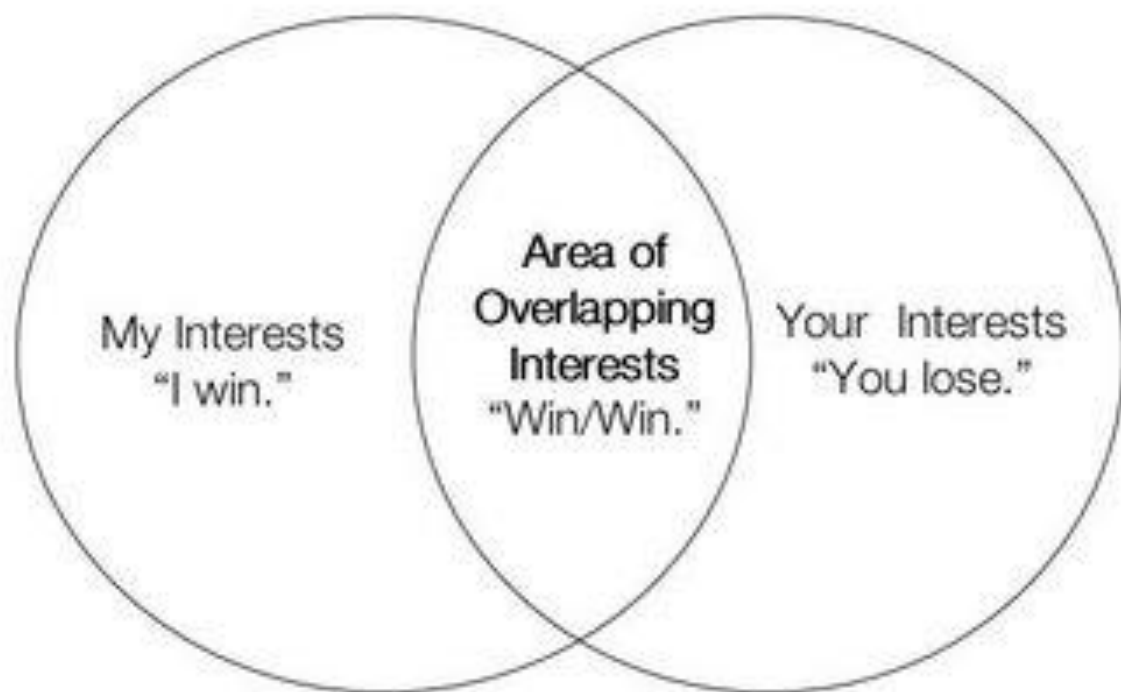 My Interests
“I win.”
Area of
Overlapping
Interests
“Win/Win.”
Your Interests
“You lose.”